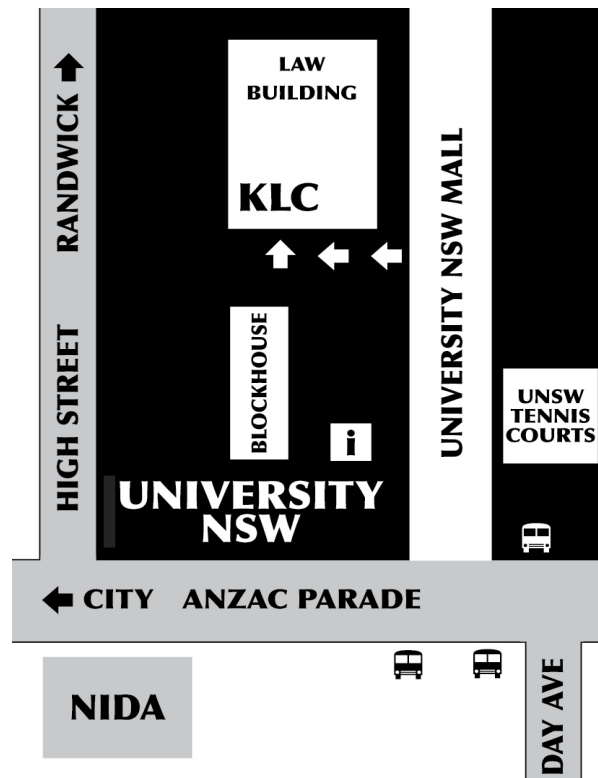 LAW
BUILDING
KLC
RANDWICK
HIGH STREET
UNIVERSITY NSW MALL
BLOCKHOUSE
i
UNSW
TENNIS
COURTS
UNIVERSITY
NSW
CITY ANZAC PARADE
NIDA
DAY AVE